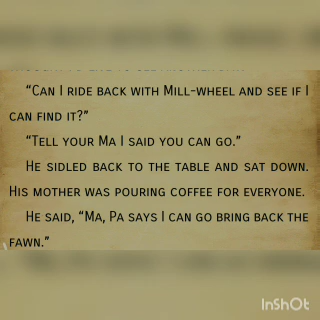 “Can I ride back with Mill-wheel and see if I
can find it?”
“Tell your Ma I said you can go.”
He sidled back to the table and sat down.
His mother was pouring coffee for everyone.
He said, “Ma, Pa says I can go bring back the
fawn.”
InShOt